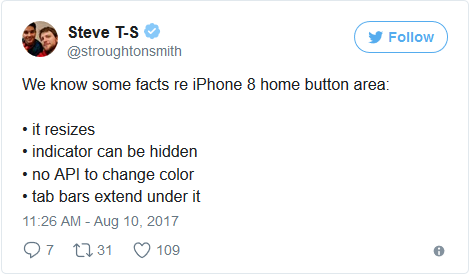 Steve T-S
@stroughtonsmith
Follow
We know some facts re iPhone 8 home button area:
• it resizes
• indicator can be hidden
• no API to change color
• tab bars extend under it
11:26 AM - Aug 10, 2017
7 31 109